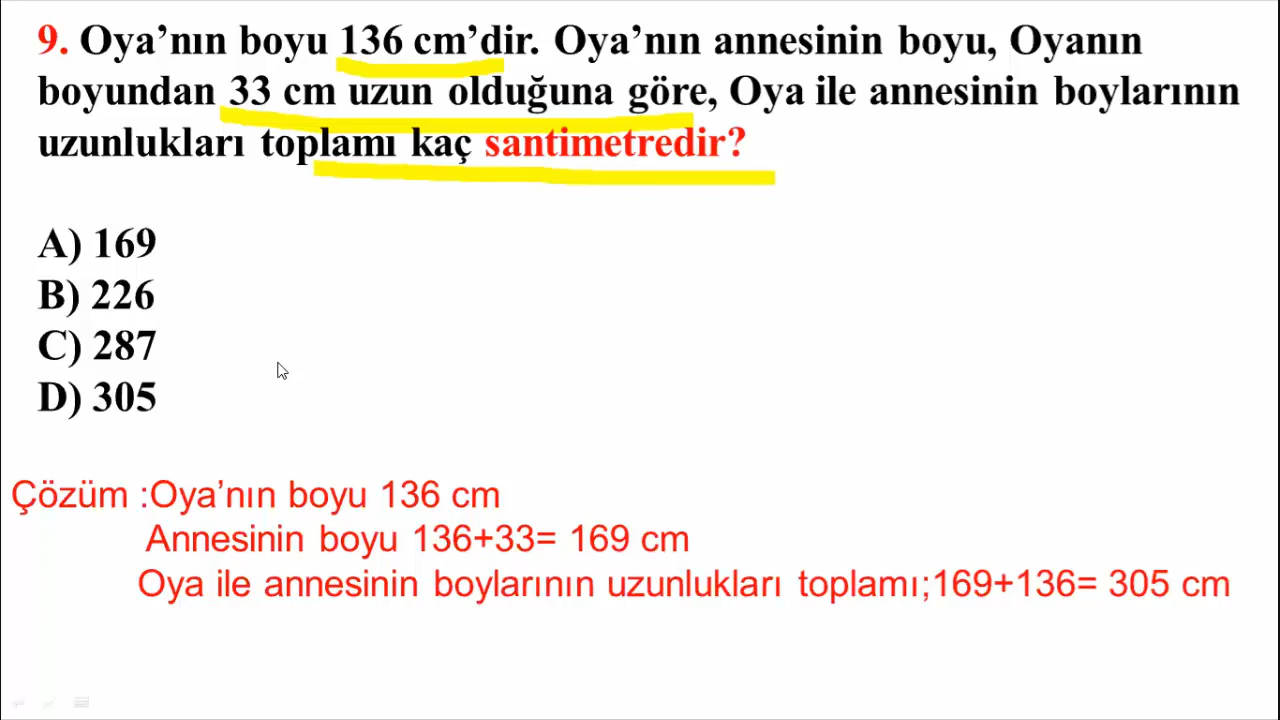 9. Oya’nın boyu 136 cm’dir. Oya’nın annesinin boyu, Oyanın
boyundan 33 cm uzun olduğuna göre, Oya ile annesinin boylarının
uzunlukları toplamı kaç santimetredir?
A) 169
B) 226
C) 287
D) 305
Çözüm :Oya’nın boyu 136 cm
Annesinin boyu 136+33= 169 cm
Oya ile annesinin boylarının uzunlukları toplamı;169+136= 305 cm